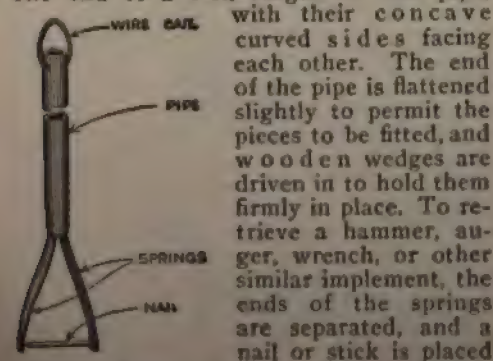 with their concave
curved sides facing
each other. The end
of the pipe is flattened
slightly to permit the
pieces to be fitted, and
wooden wedges are
driven in to hold them
firmly in place. To re-
trieve a hammer, au-
ger, wrench, or other
similar implement, the
ends of the springs
are separated, and a
nail or stick is placed
WIRE BAIL
PIPE
SPRINGS
NAIL